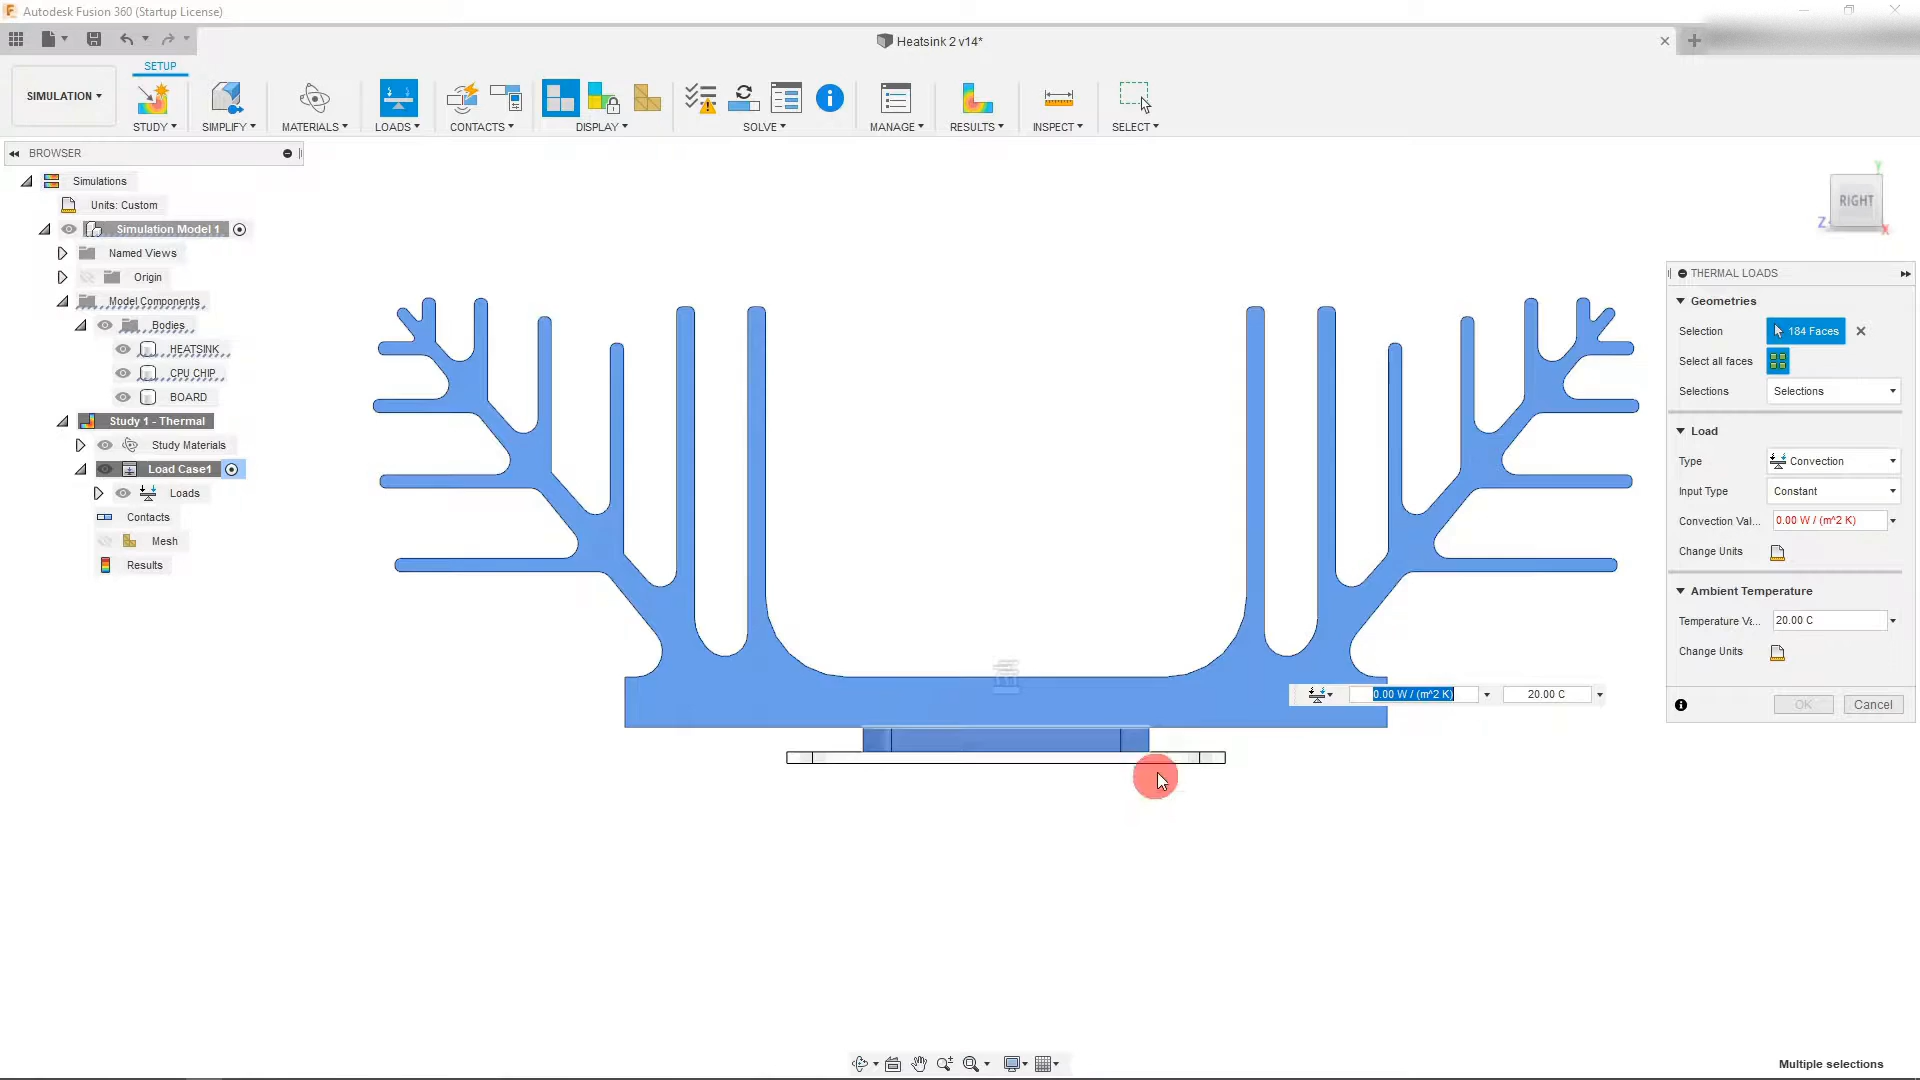 Autodesk Fusion 360 (Startup License)
Heatsink 2 v14*
SETUP
SIMULATION
STUDY
SIMPLIFY
MATERIALS
LOADS
CONTACTS
DISPLAY
SOLVE
MANAGE
RESULTS
INSPECT
SELECT
BROWSER
Simulations
Units: Custom
Simulation Model 1
Named Views
Origin
Model Components
Bodies
HEATSINK
CPU CHIP
BOARD
Study 1 - Thermal
Study Materials
Load Case1
Loads
Contacts
Mesh
Results
Y
RIGHT
Z
X
THERMAL LOADS
Geometries
Selection 184 Faces
Select all faces
Selections Selections
Load
Type Convection
Input Type Constant
Convection Val... 0.00 W / (m^2 K)
Change Units
Ambient Temperature
Temperature Va... 20.00 C
Change Units
OK Cancel
0.00 W / (m^2 K) 20.00 C
Multiple selections